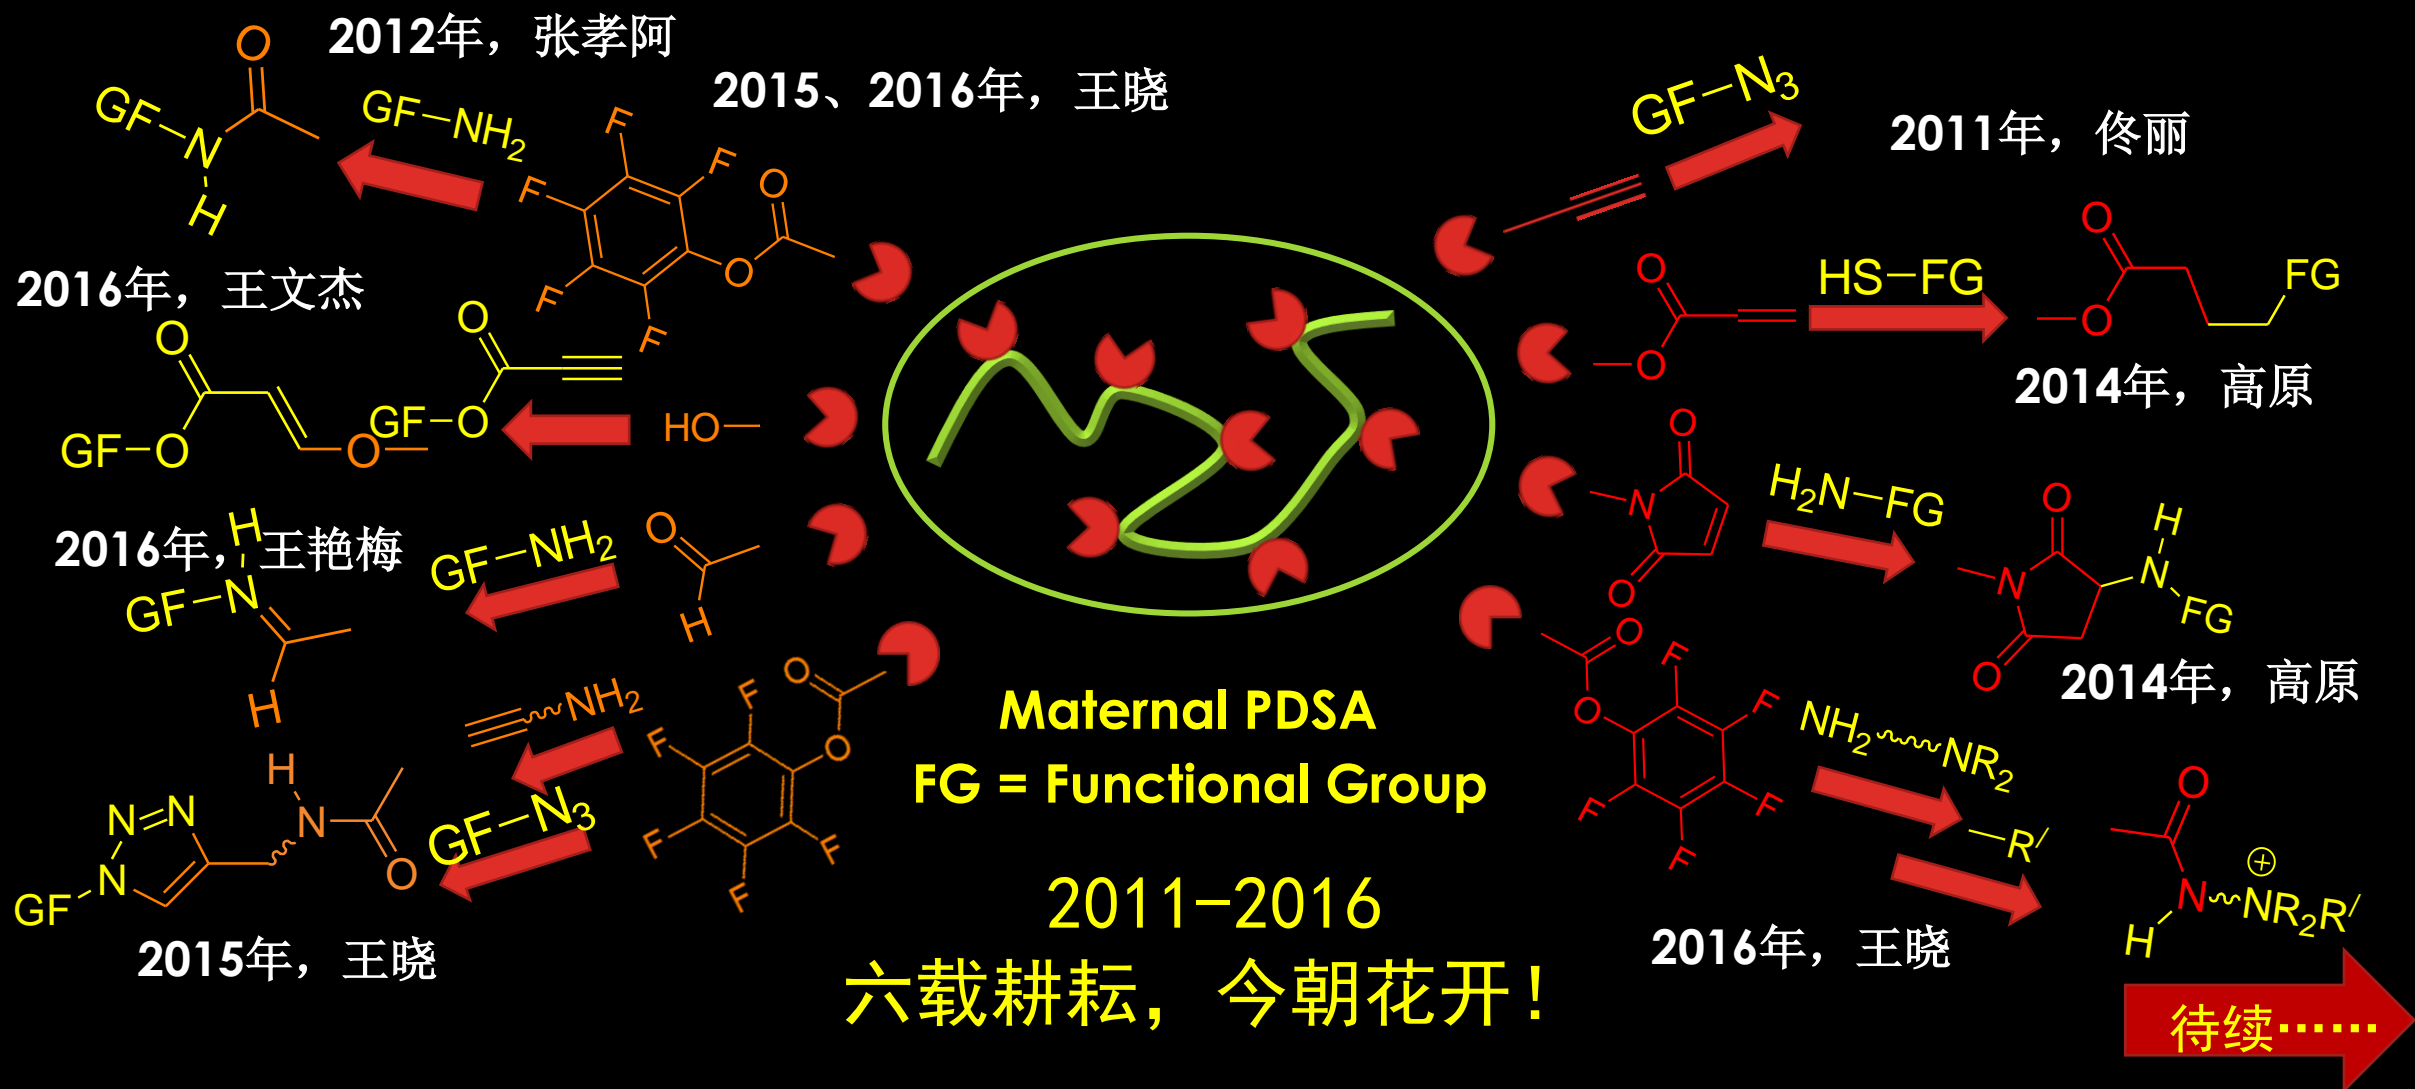 2012年，张孝阿
2015、2016年，王晓
GF-N3
2011年，佟丽
O
GF-N
H
GF-NH2
F
F
F
F
F
O
O
2016年，王文杰
O
HS-FG
O
O
O
FG
2014年，高原
O
O
GF-O
O
O
GF-O
HO
O
N
O
H2N-FG
O
N
O
H
N
FG
2014年，高原
2016年，王艳梅
H
GF-N
H
GF-NH2
O
H
Maternal PDSA
FG = Functional Group
NH2
GF-N3
O
O
F
F
F
F
F
O
O
F
F
F
F
F
NH2
NR2
R/
O
N
H
⊕
NR2R/
H
N
O
N=N
N
GF
2015年，王晓
2011-2016
六载耕耘，今朝花开！
2016年，王晓
待续……